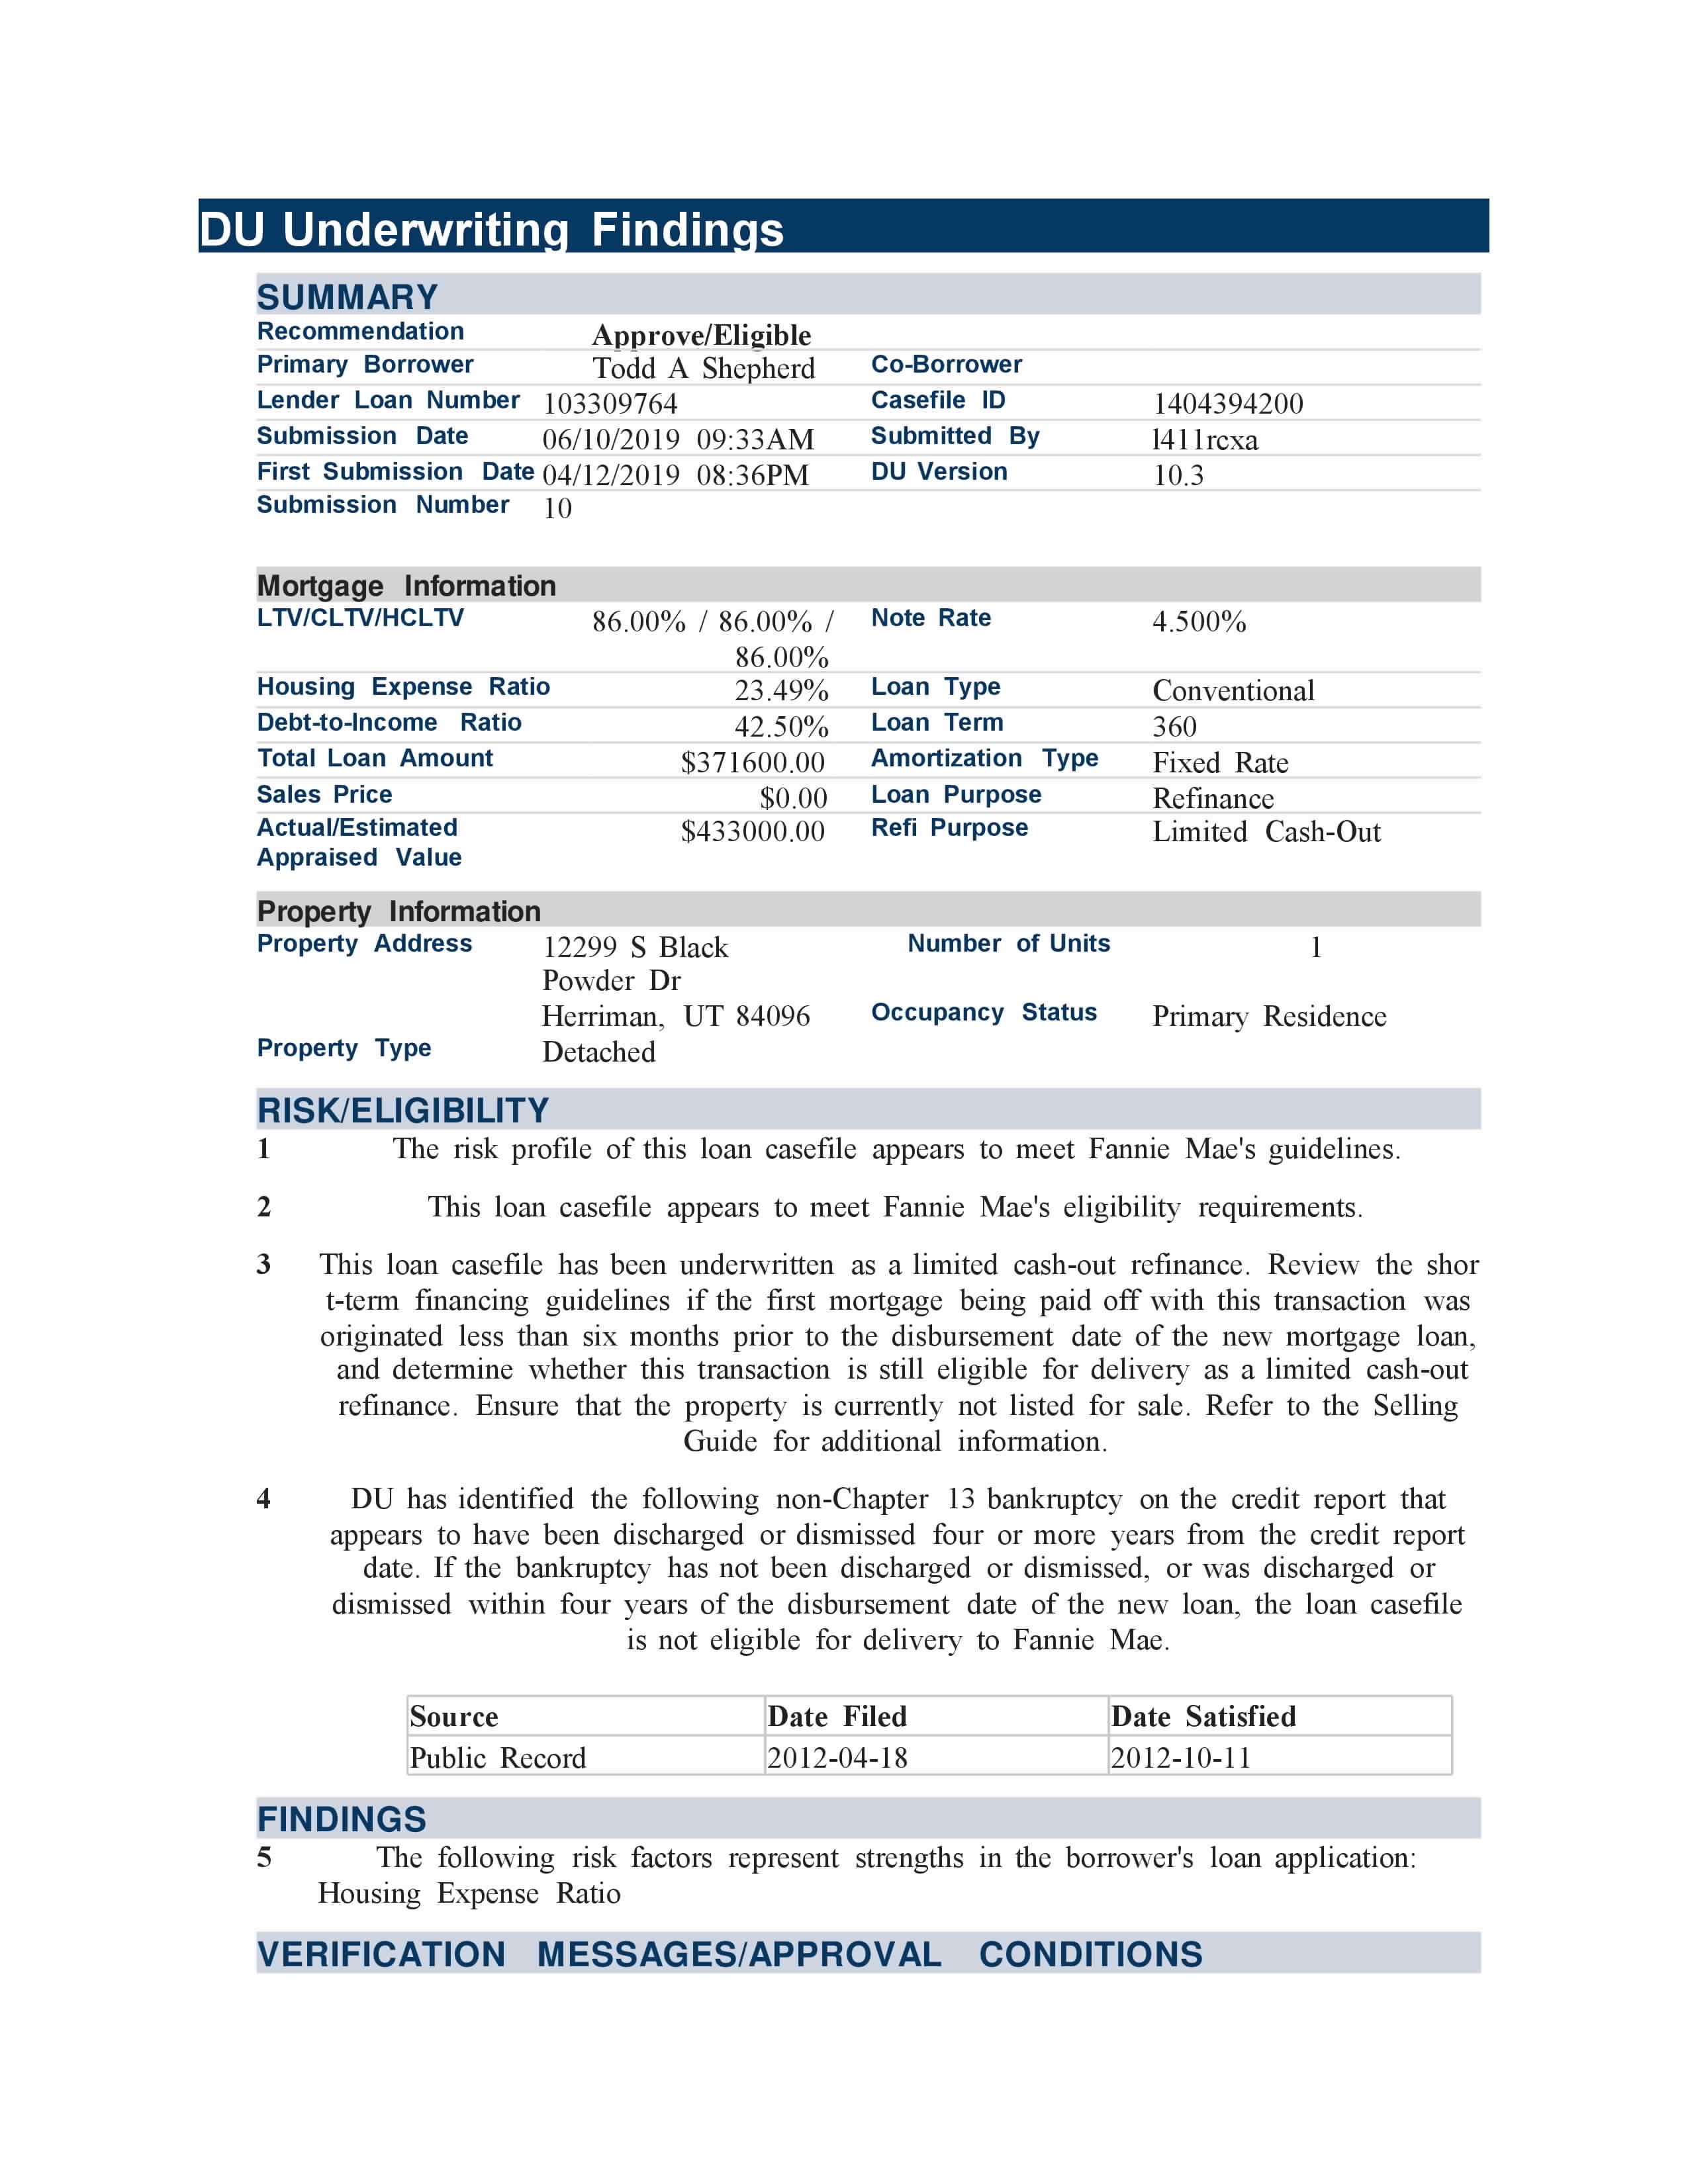 DU Underwriting Findings
SUMMARY
Recommendation Approve/Eligible
Primary Borrower Todd A Shepherd Co-Borrower
Lender Loan Number 103309764 Casefile ID 1404394200
Submission Date 06/10/2019 09:33AM Submitted By l411rcxa
First Submission Date 04/12/2019 08:36PM DU Version 10.3
Submission Number 10
Mortgage Information
LTV/CLTV/HCLTV 86.00% / 86.00% / Note Rate 4.500%
86.00%
Housing Expense Ratio 23.49% Loan Type Conventional
Debt-to-Income Ratio 42.50% Loan Term 360
Total Loan Amount $371600.00 Amortization Type Fixed Rate
Sales Price $0.00 Loan Purpose Refinance
Actual/Estimated $433000.00 Refi Purpose Limited Cash-Out
Appraised Value
Property Information
Property Address 12299 S Black Number of Units 1
Powder Dr
Herriman, UT 84096 Occupancy Status Primary Residence
Property Type Detached
RISK/ELIGIBILITY
1 The risk profile of this loan casefile appears to meet Fannie Mae's guidelines.
2 This loan casefile appears to meet Fannie Mae's eligibility requirements.
3 This loan casefile has been underwritten as a limited cash-out refinance. Review the shor
t-term financing guidelines if the first mortgage being paid off with this transaction was
originated less than six months prior to the disbursement date of the new mortgage loan,
and determine whether this transaction is still eligible for delivery as a limited cash-out
refinance. Ensure that the property is currently not listed for sale. Refer to the Selling
Guide for additional information.
4 DU has identified the following non-Chapter 13 bankruptcy on the credit report that
appears to have been discharged or dismissed four or more years from the credit report
date. If the bankruptcy has not been discharged or dismissed, or was discharged or
dismissed within four years of the disbursement date of the new loan, the loan casefile
is not eligible for delivery to Fannie Mae.
Source Date Filed Date Satisfied
Public Record 2012-04-18 2012-10-11
FINDINGS
5 The following risk factors represent strengths in the borrower's loan application:
Housing Expense Ratio
VERIFICATION MESSAGES/APPROVAL CONDITIONS